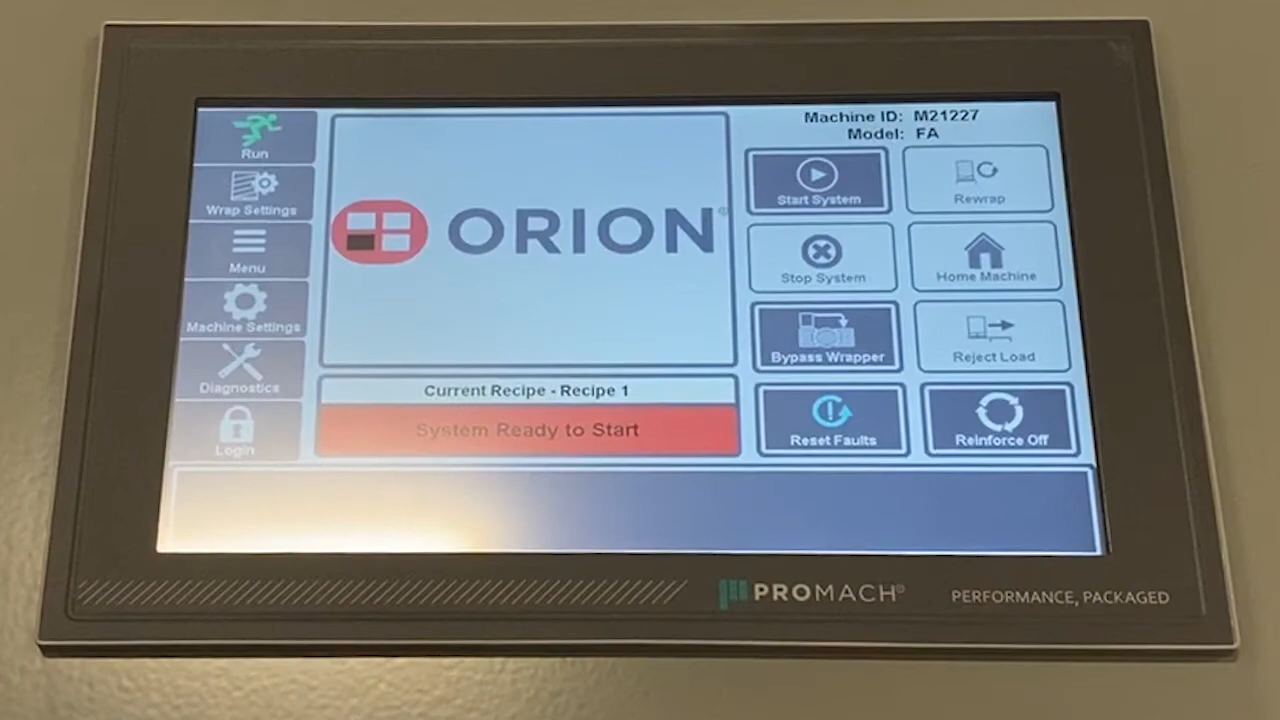 Run
Wrap Settings
Menu
Machine Settings
Diagnostics
Login
ORION®
Current Recipe - Recipe 1
System Ready to Start
Machine ID: M21227
Model: FA
Start System
Rewrap
Stop System
Home Machine
Bypass Wrapper
Reject Load
Reset Faults
Reinforce Off
PROMACH®
PERFORMANCE, PACKAGED